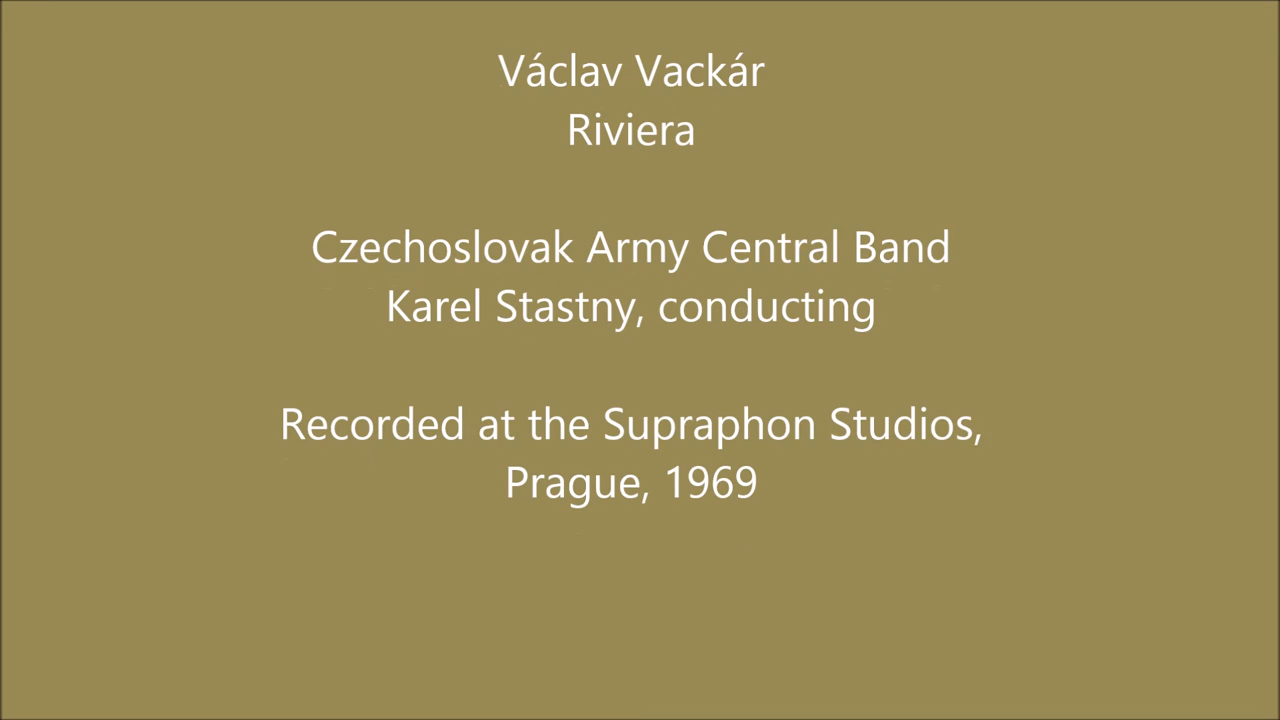 Václav Vackár
Riviera
Czechoslovak Army Central Band
Karel Stastny, conducting
Recorded at the Supraphon Studios,
Prague, 1969